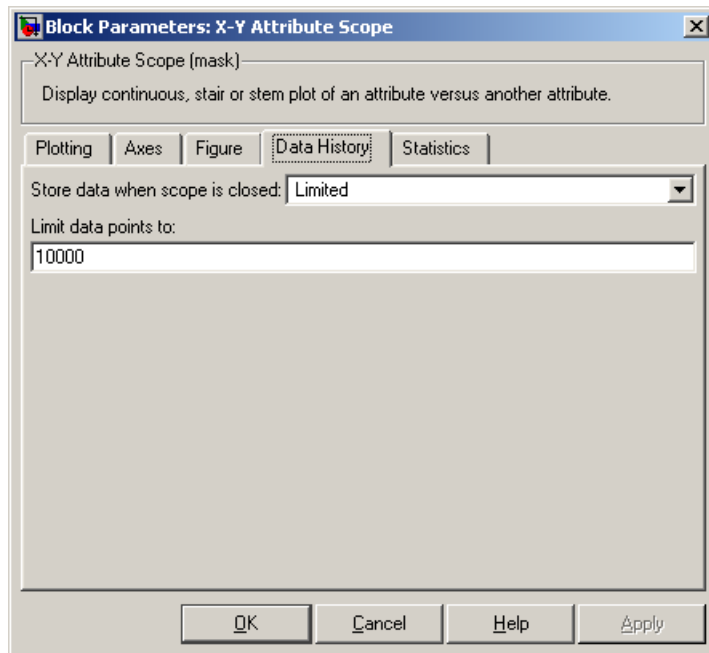 Block Parameters: X-Y Attribute Scope
X-Y Attribute Scope (mask)
Display continuous, stair or stem plot of an attribute versus another attribute.
Plotting Axes Figure Data History Statistics
Store data when scope is closed: Limited
Limit data points to:
10000
OK Cancel Help Apply